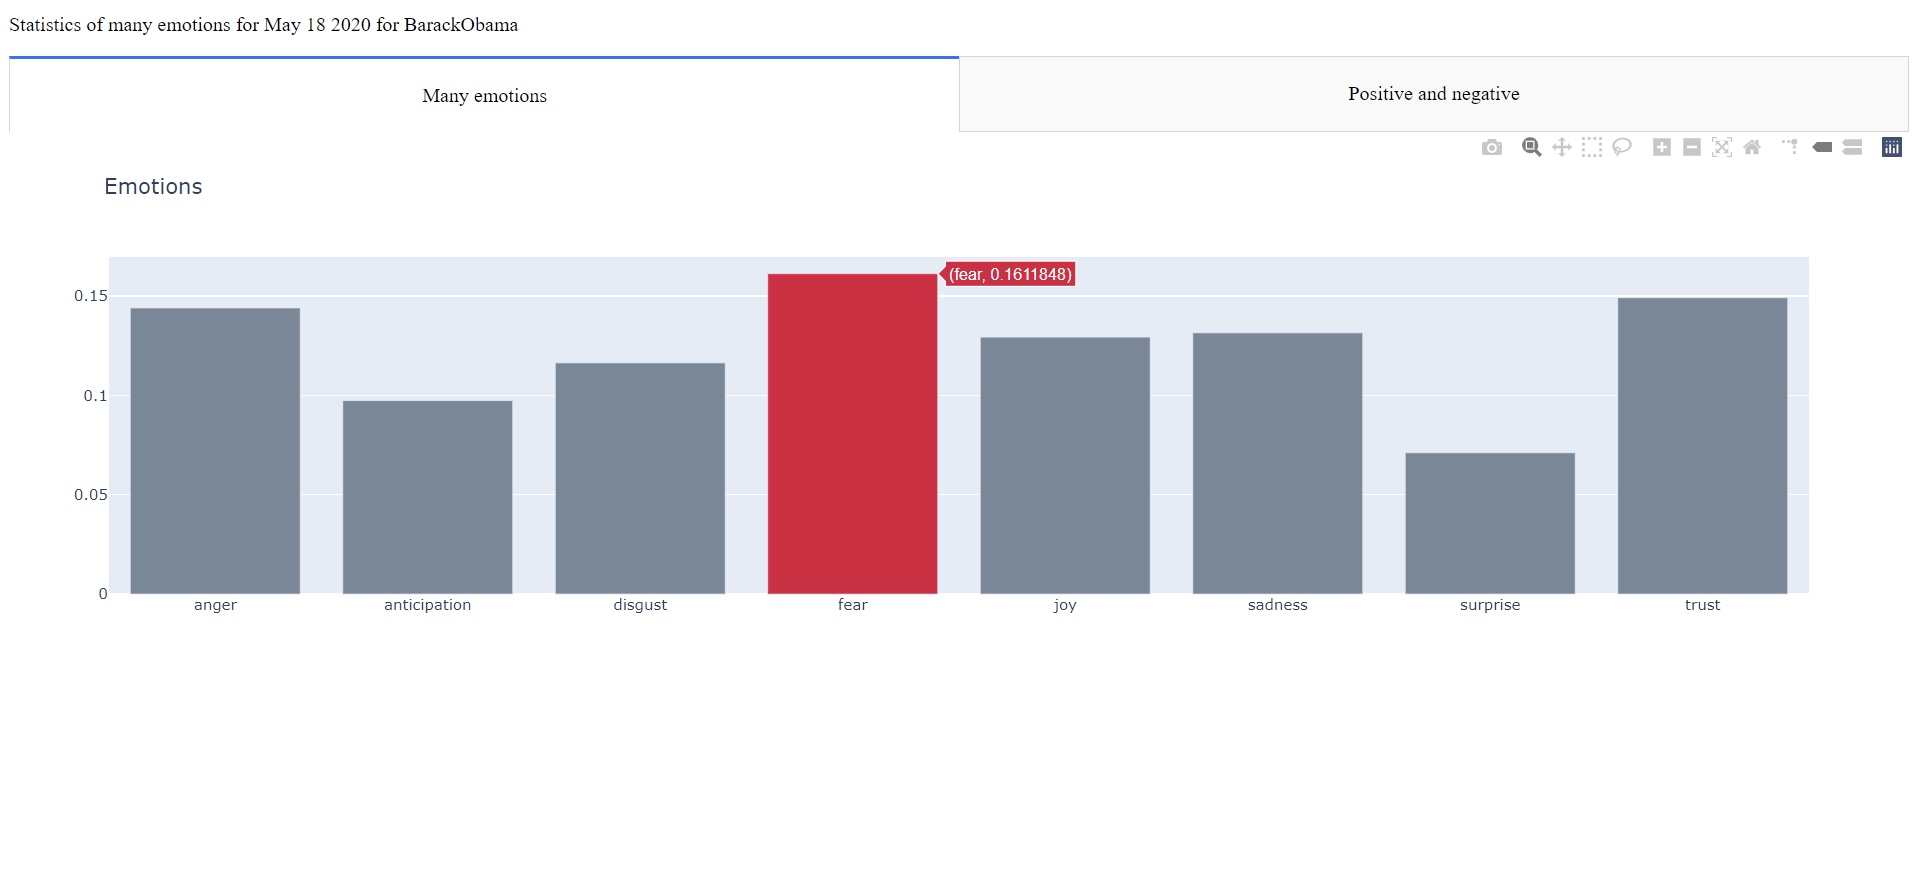 Statistics of many emotions for May 18 2020 for BarackObama
Many emotions
Positive and negative
Emotions
(fear, 0.1611848)
0.15
0.1
0.05
0
anger
anticipation
disgust
fear
joy
sadness
surprise
trust